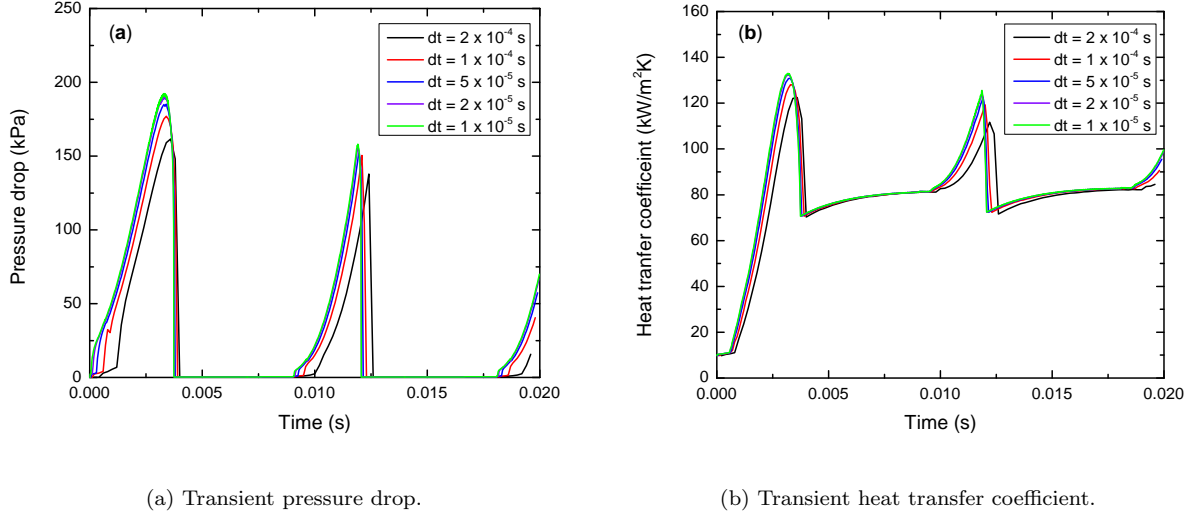 (a)
dt = 2 x 10⁻⁴ s
dt = 1 x 10⁻⁴ s
dt = 5 x 10⁻⁵ s
dt = 2 x 10⁻⁵ s
dt = 1 x 10⁻⁵ s
250
200
150
100
50
0
Pressure drop (kPa)
0.000
0.005
0.010
0.015
0.020
Time (s)
(b)
dt = 2 x 10⁻⁴ s
dt = 1 x 10⁻⁴ s
dt = 5 x 10⁻⁵ s
dt = 2 x 10⁻⁵ s
dt = 1 x 10⁻⁵ s
160
140
120
100
80
60
40
20
0
Heat tranfer coefficeint (kW/m²K)
0.000
0.005
0.010
0.015
0.020
Time (s)
(a) Transient pressure drop.
(b) Transient heat transfer coefficient.